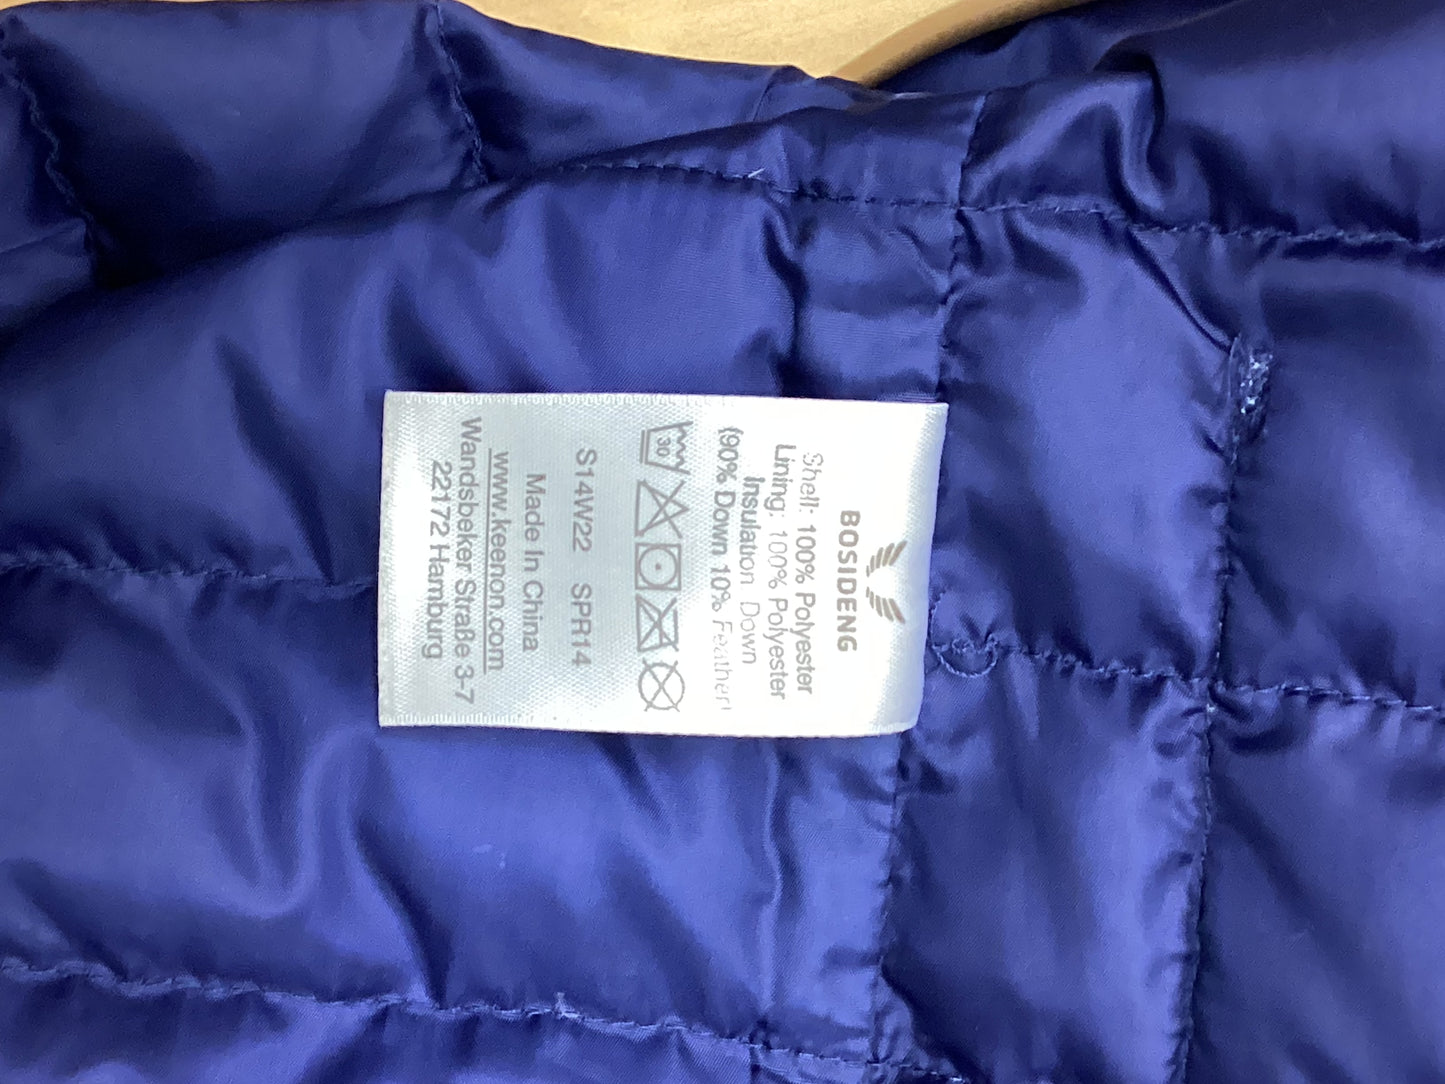 BOSIDENG
Shell: 100% Polyester
Lining: 100% Polyester
Insulation: Down
(90% Down 10% Feather)
30
S14W22 SPR14
Made In China
www.keenon.com
Wandsbeker Straße 3-7
22172 Hamburg